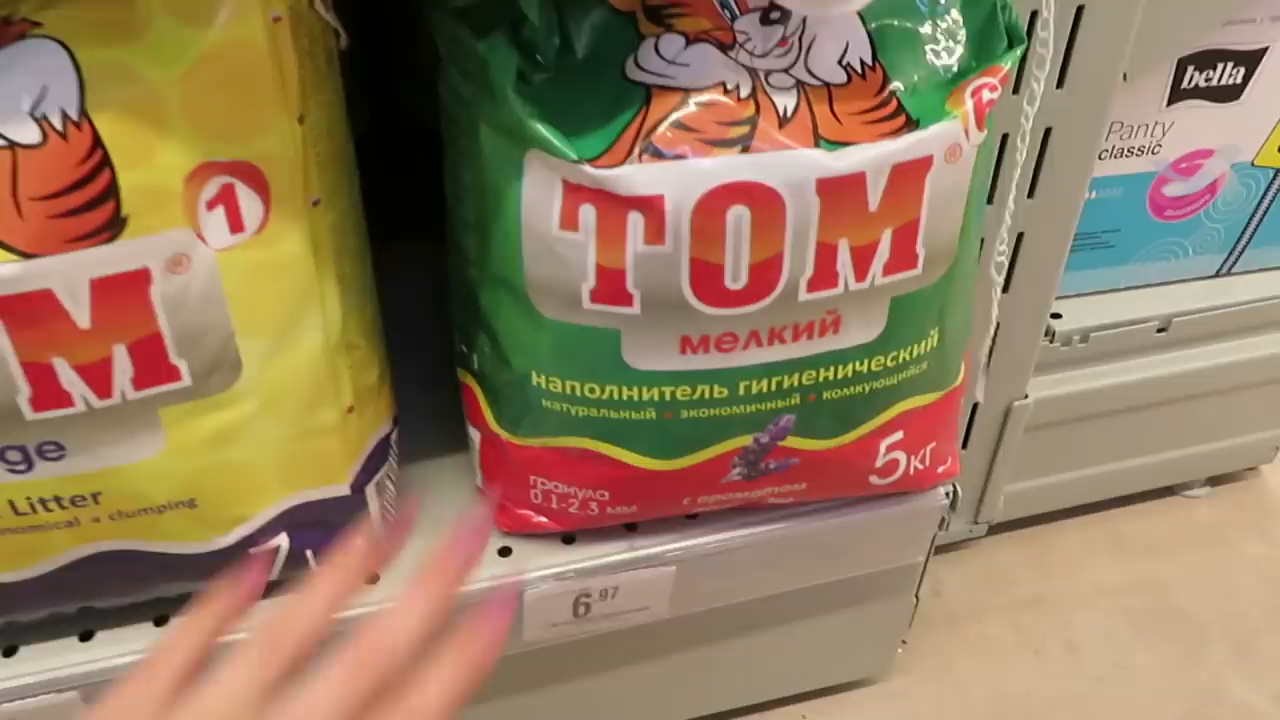 1
M®
ge
Litter
nomical • clumping
ТОМ®
мелкий
наполнитель гигиенический
натуральный • экономичный • комкующийся
гранула
0,1-2,3 мм
с ароматом
5кг
6.97
bella
Panty
classic